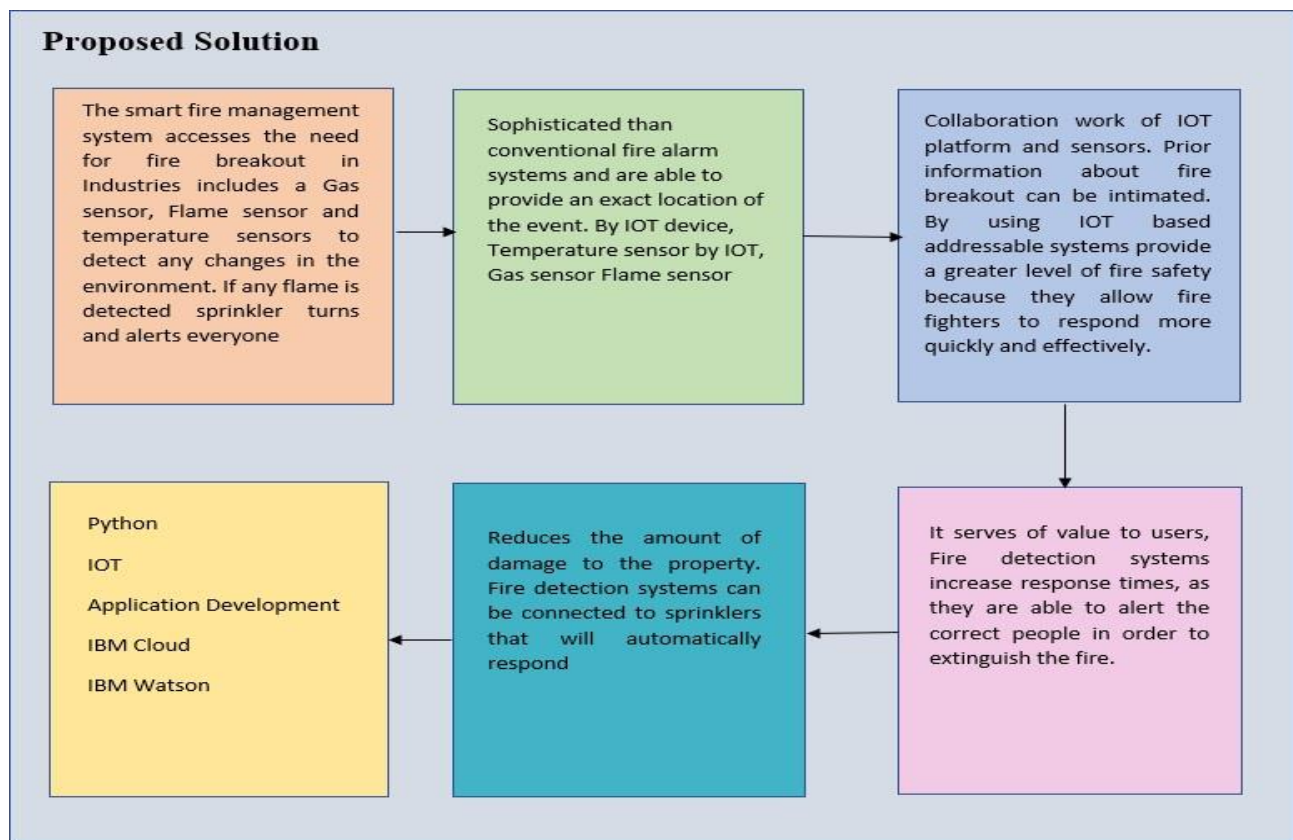 Proposed Solution
The smart fire management
system accesses the need
for fire breakout in
Industries includes a Gas
sensor, Flame sensor and
temperature sensors to
detect any changes in the
environment. If any flame is
detected sprinkler turns
and alerts everyone
Sophisticated than
conventional fire alarm
systems and are able to
provide an exact location of
the event. By IOT device,
Temperature sensor by IOT,
Gas sensor Flame sensor
Collaboration work of IOT
platform and sensors. Prior
information about fire
breakout can be intimated.
By using IOT based
addressable systems provide
a greater level of fire safety
because they allow fire
fighters to respond more
quickly and effectively.
It serves of value to users,
Fire detection systems
increase response times, as
they are able to alert the
correct people in order to
extinguish the fire.
Reduces the amount of
damage to the property.
Fire detection systems can
be connected to sprinklers
that will automatically
respond
Python
IOT
Application Development
IBM Cloud
IBM Watson